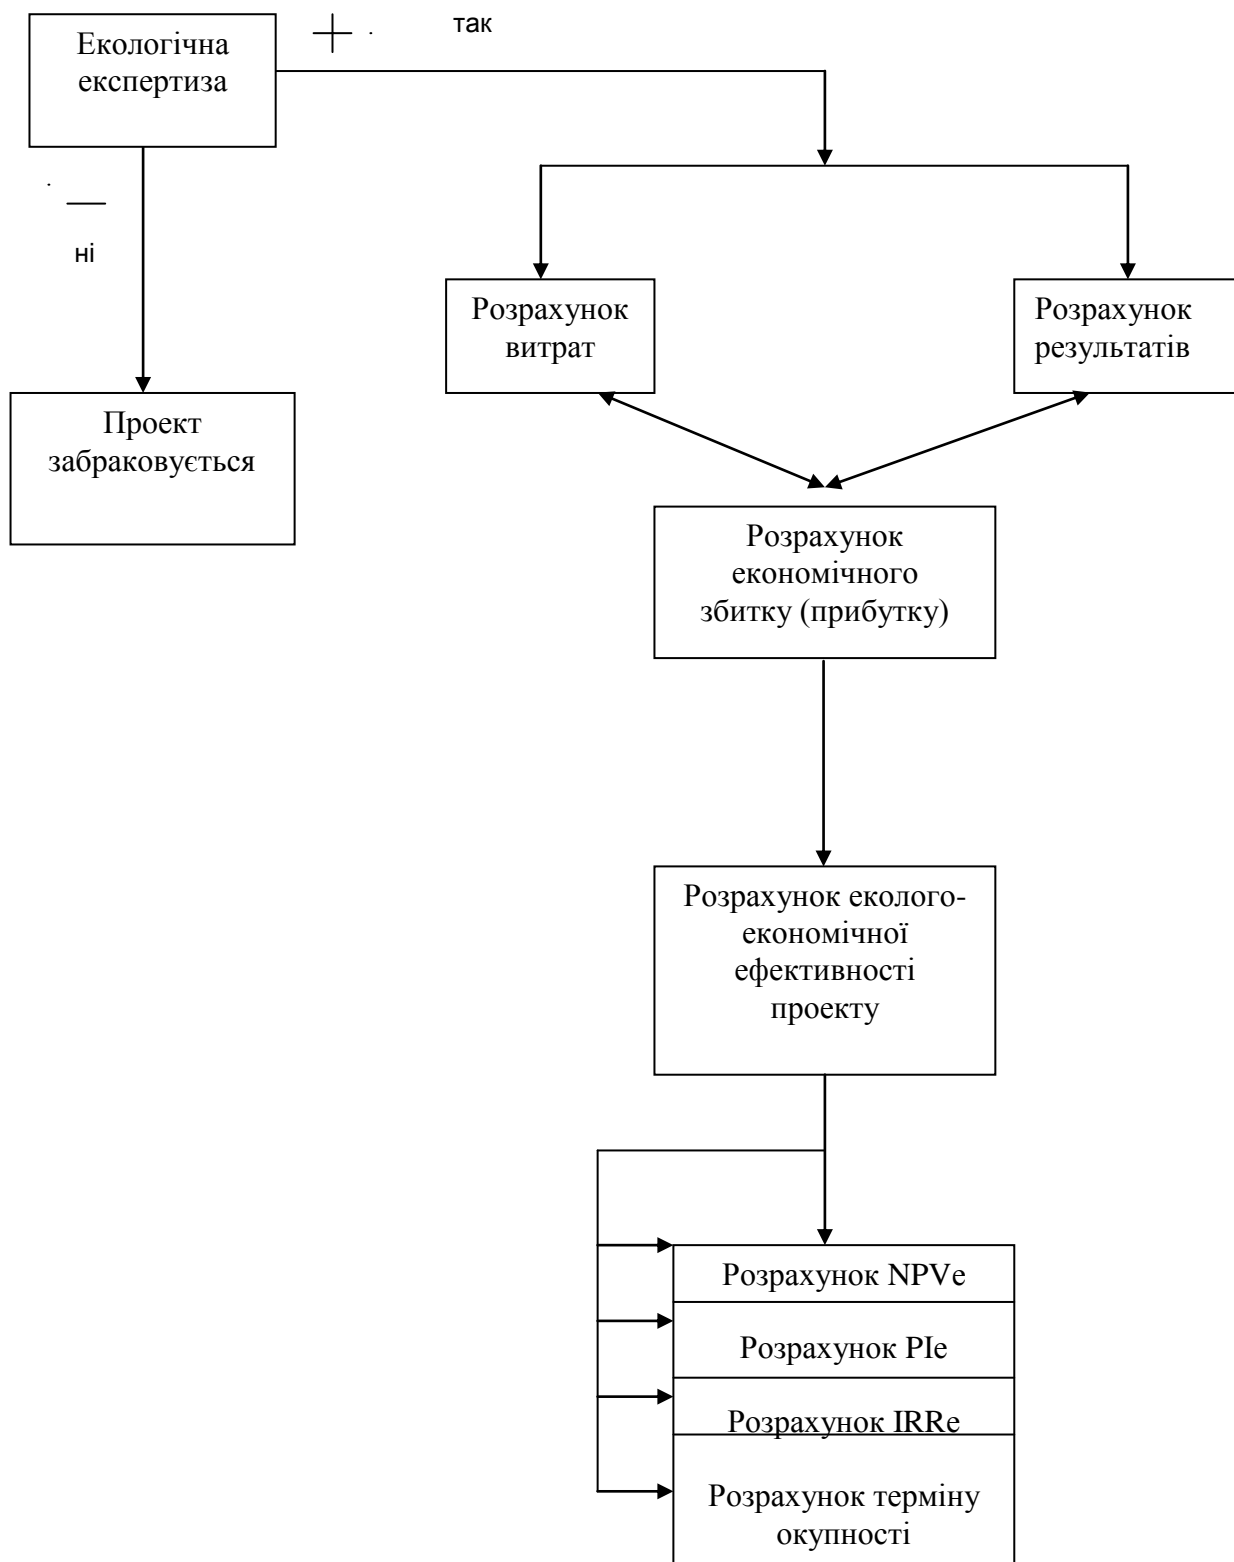 Екологічна
експертиза
+
так
—
ні
Проект
забраковується
Розрахунок
витрат
Розрахунок
результатів
Розрахунок
економічного
збитку (прибутку)
Розрахунок еколого-
економічної
ефективності
проекту
Розрахунок NPVe
Розрахунок PIe
Розрахунок IRRe
Розрахунок терміну
окупності